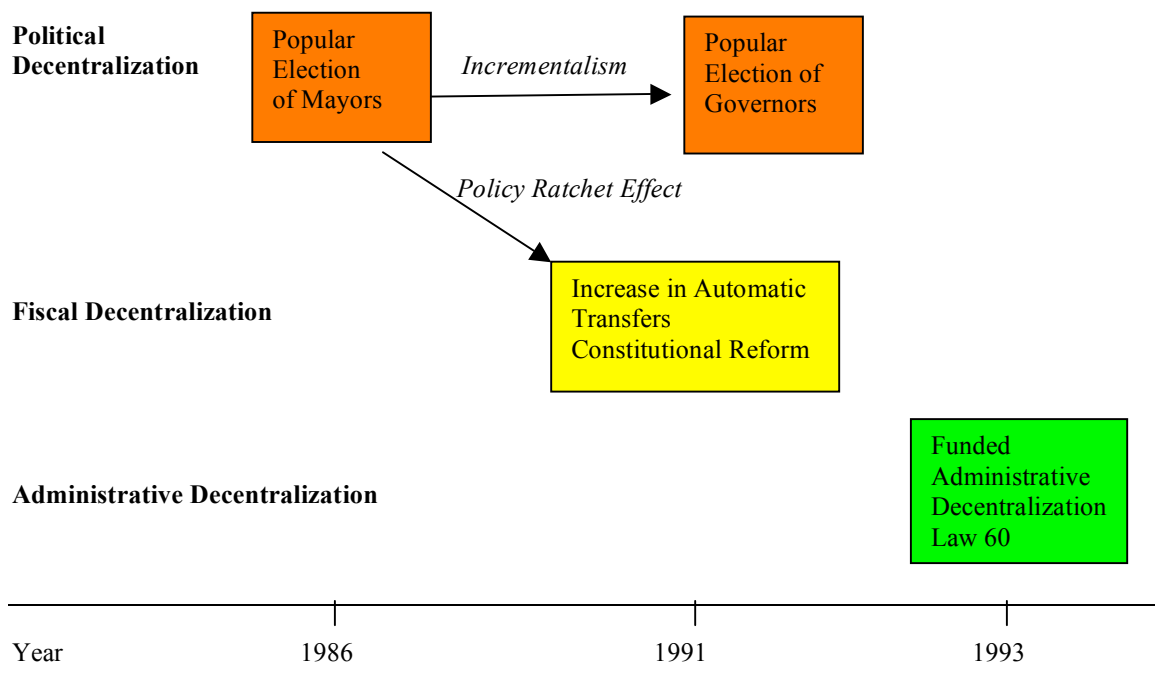 Political
Decentralization
Popular
Election
of Mayors
Incrementalism
Popular
Election of
Governors
Policy Ratchet Effect
Fiscal Decentralization
Increase in Automatic
Transfers
Constitutional Reform
Administrative Decentralization
Funded
Administrative
Decentralization
Law 60
Year 1986 1991 1993